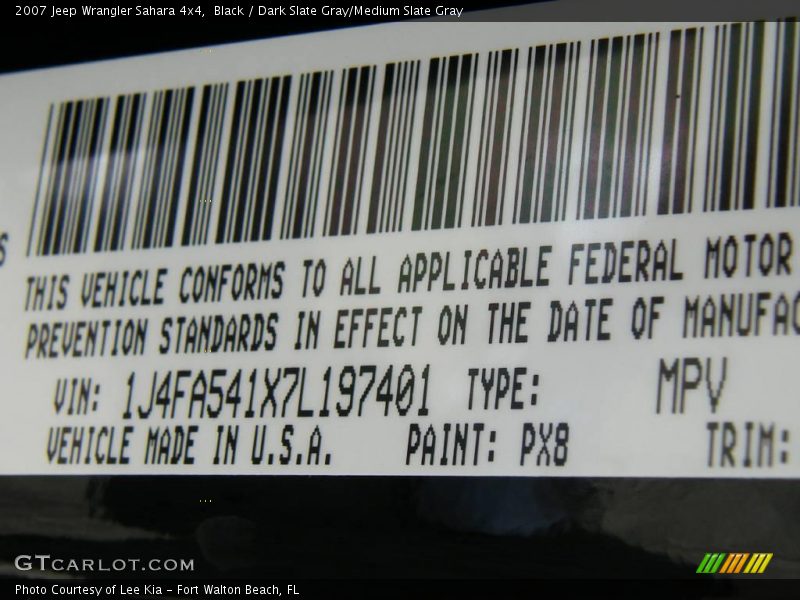 2007 Jeep Wrangler Sahara 4x4,  Black / Dark Slate Gray/Medium Slate Gray
THIS VEHICLE CONFORMS TO ALL APPLICABLE FEDERAL MOTOR
PREVENTION STANDARDS IN EFFECT ON THE DATE OF MANUFAC
VIN: 1J4FA541X7L197401 TYPE: MPV
VEHICLE MADE IN U.S.A. PAINT: PX8 TRIM:
GTCARLOT.COM
Photo Courtesy of Lee Kia - Fort Walton Beach, FL